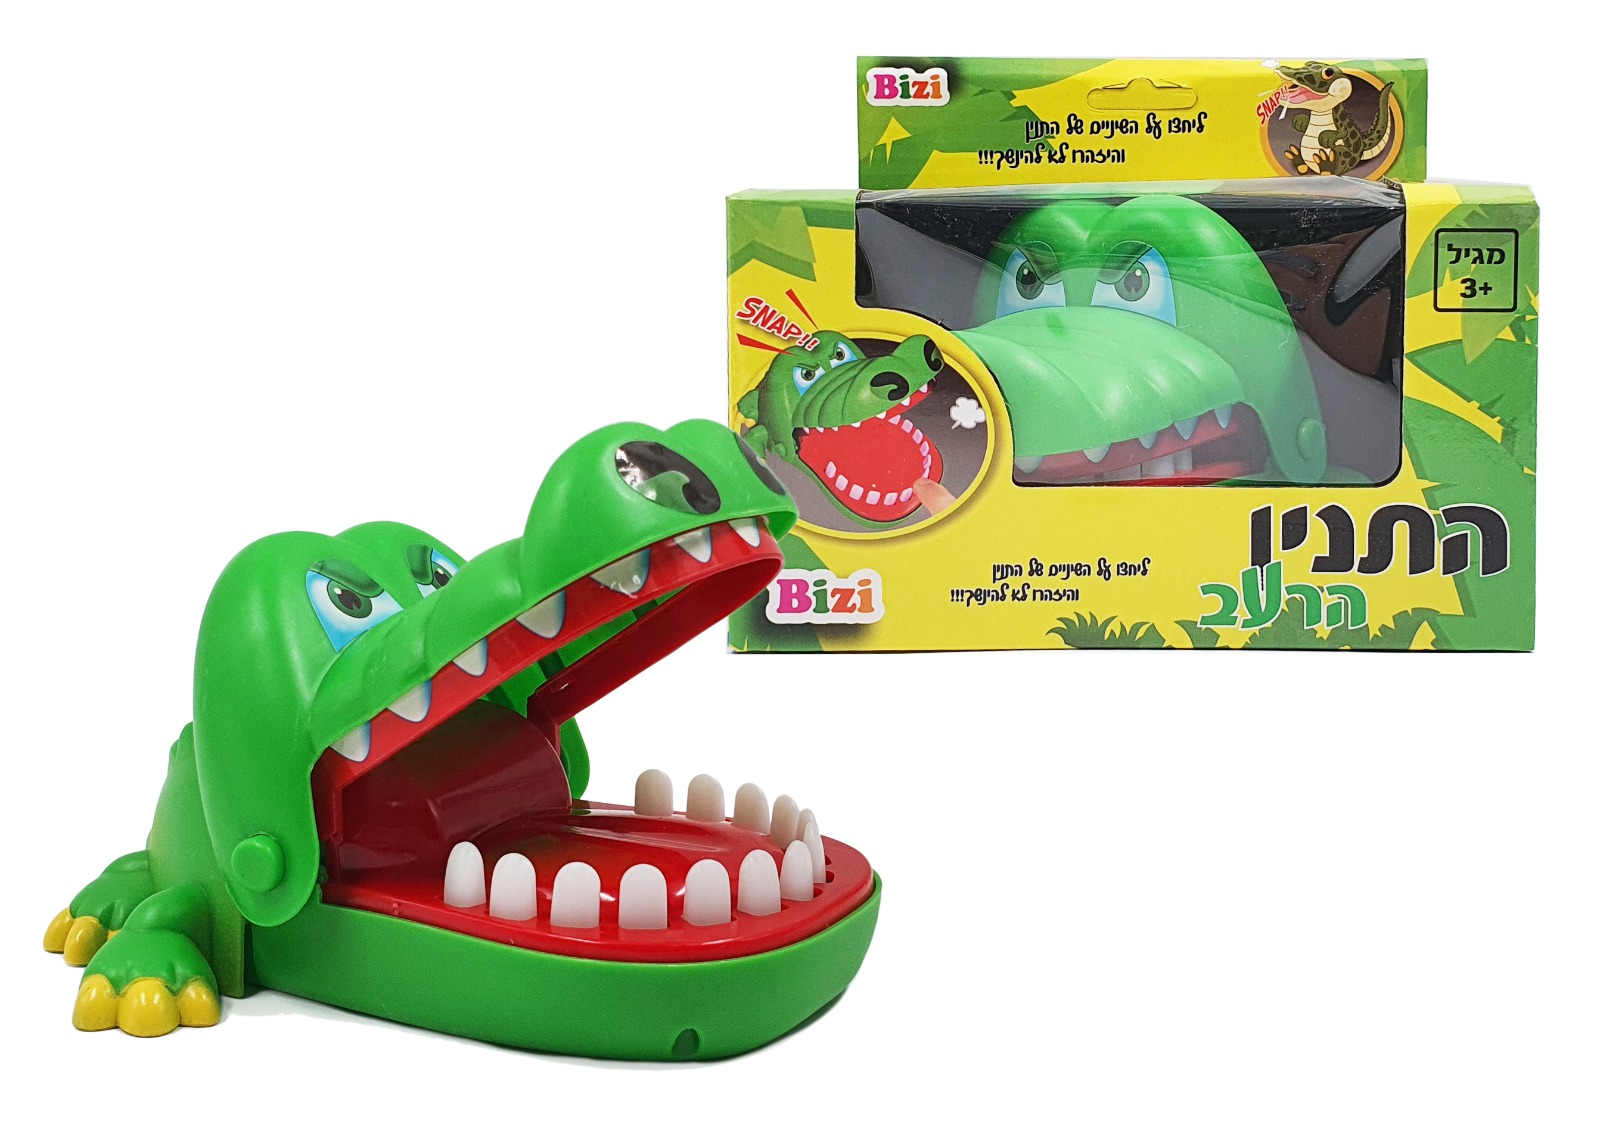 Bizi
ליחצו על השיניים של התנין
והיזהרו לא להינשך!!!
SNAP!!
מגיל
3+
SNAP!!
התנין
הרעב
ליחצו על השיניים של התנין
והיזהרו לא להינשך!!!
Bizi